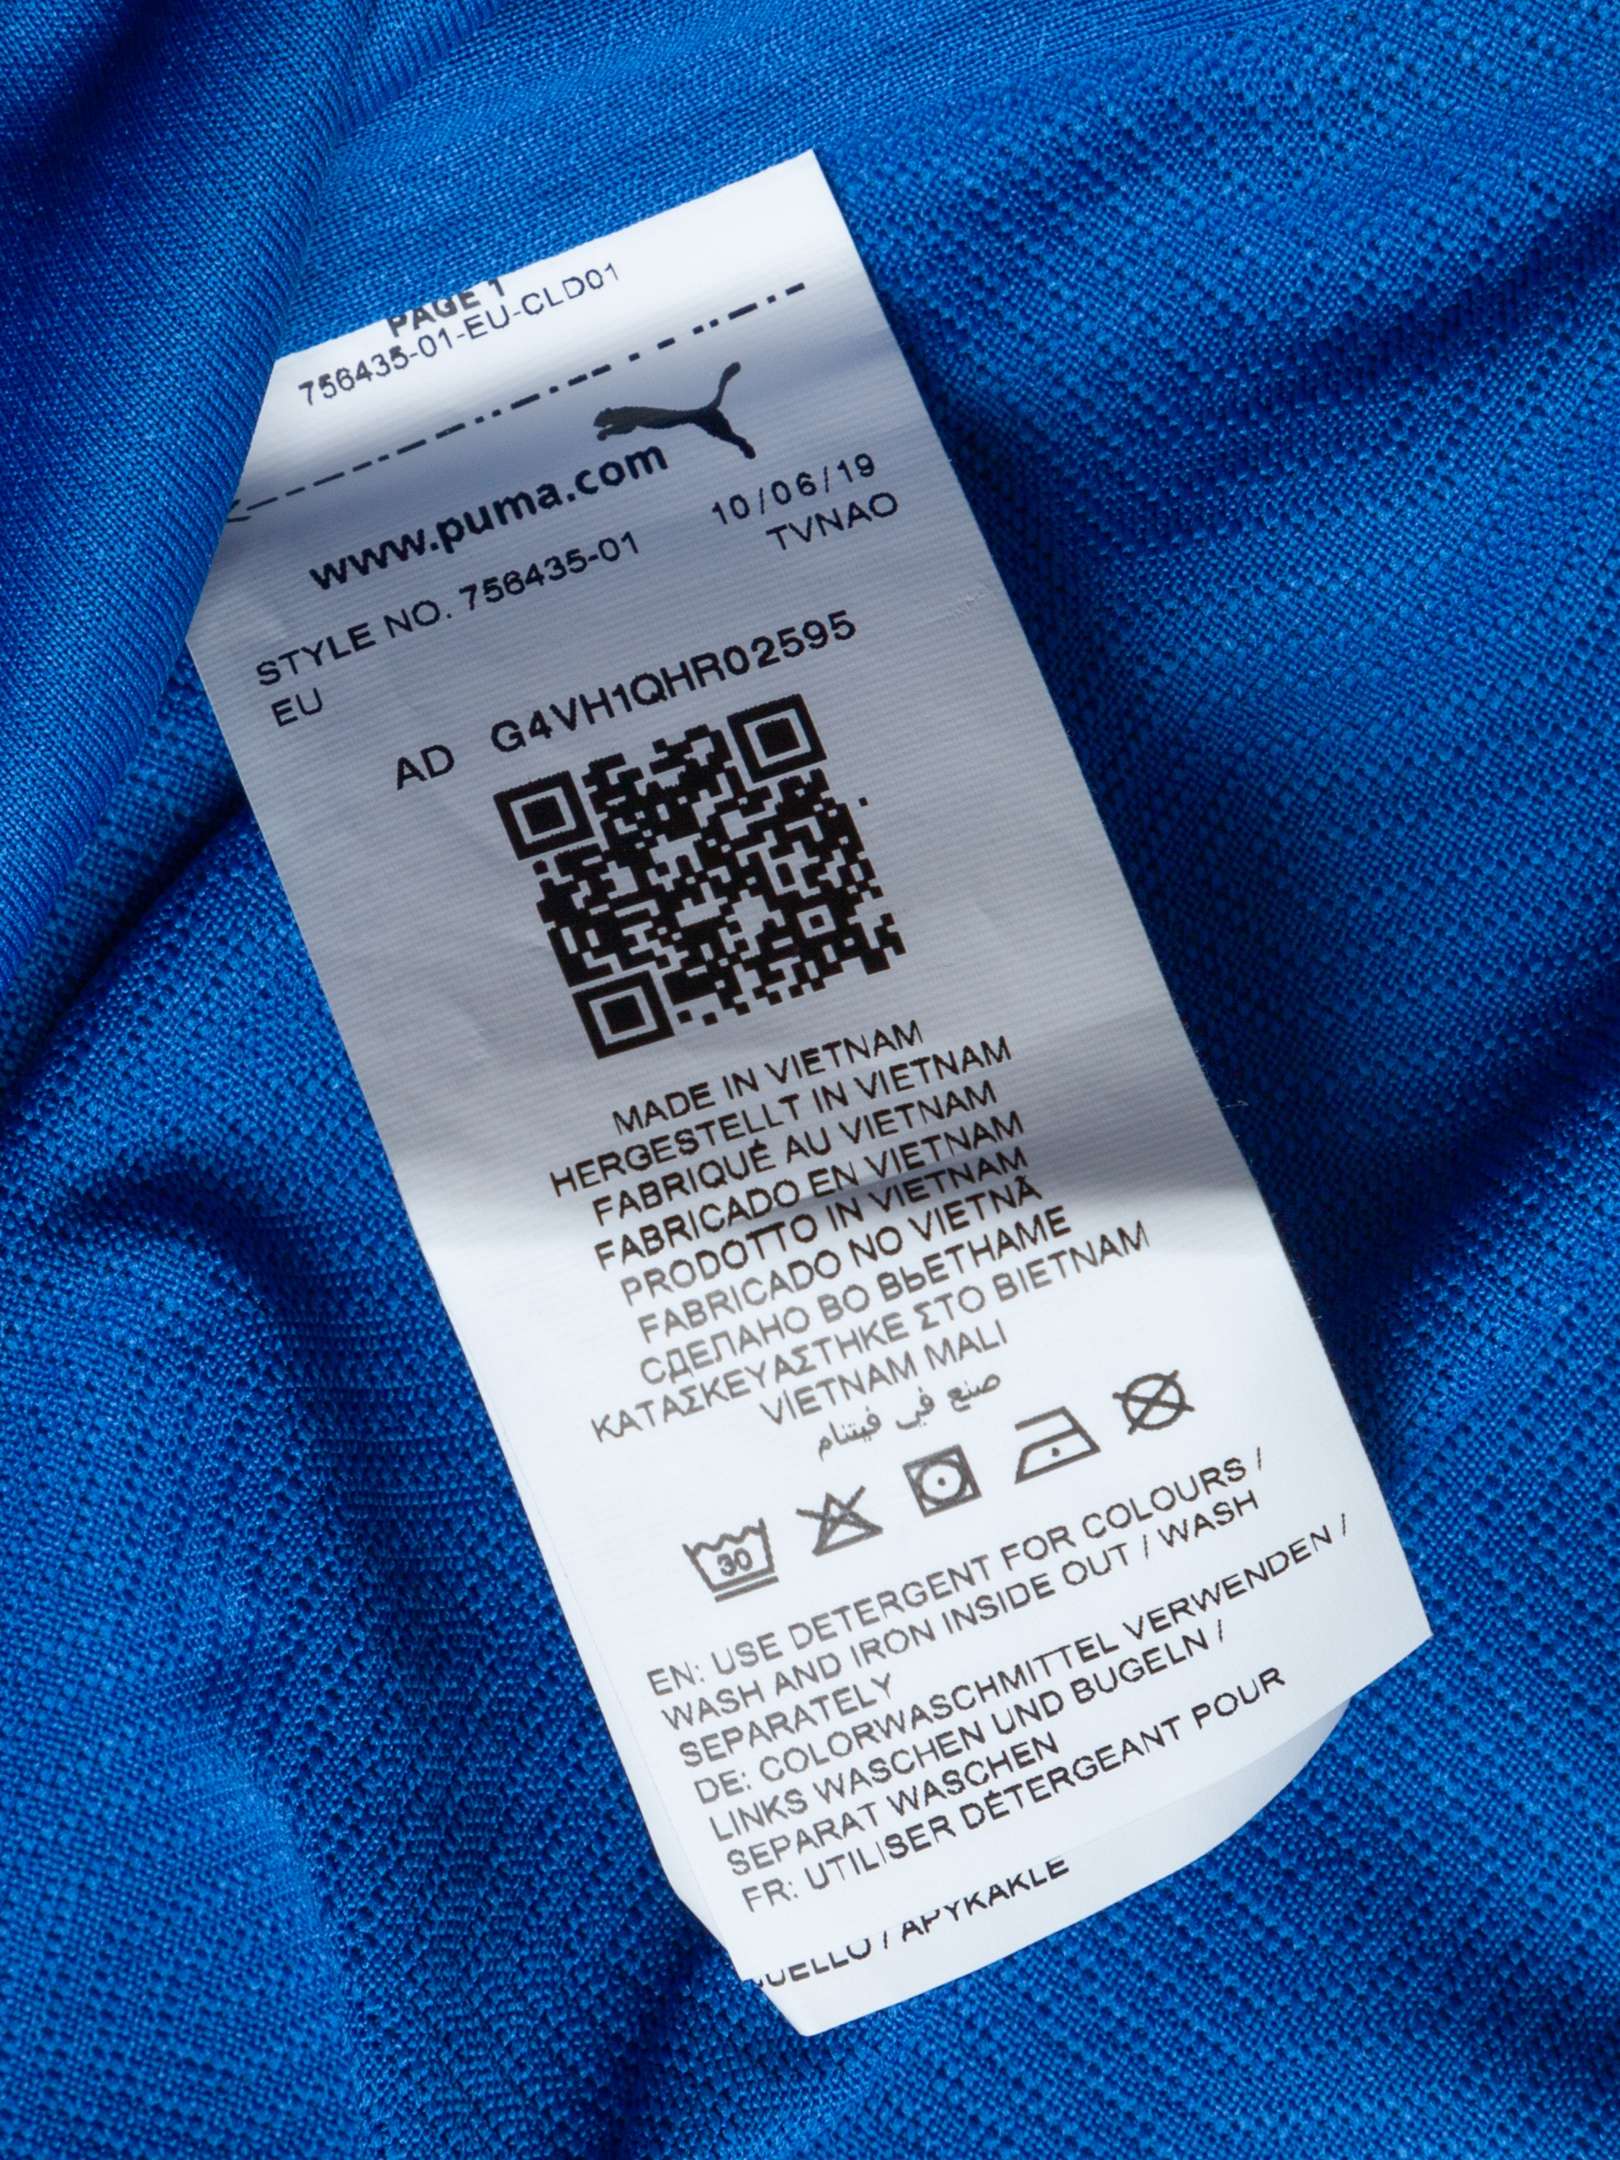 PAGE 1
756435-01-EU-CLD01
www.puma.com
10/06/19
STYLE NO. 756435-01
TVNAO
EU
AD G4VH1QHR02595
MADE IN VIETNAM
HERGESTELLT IN VIETNAM
FABRIQUÉ AU VIETNAM
FABRICADO EN VIETNAM
PRODOTTO IN VIETNAM
FABRICADO NO VIETNÃ
СДЕЛАНО ВО ВЬЕТНАМЕ
ΚΑΤΑΣΚΕΥΑΣΤΗΚΕ ΣΤΟ ΒΙΕΤΝΑΜ
VIETNAM MALI
صنع في فيتنام
30
EN: USE DETERGENT FOR COLOURS /
WASH AND IRON INSIDE OUT / WASH
SEPARATELY
DE: COLORWASCHMITTEL VERWENDEN /
LINKS WASCHEN UND BUGELN /
SEPARAT WASCHEN
FR: UTILISER DÉTERGEANT POUR
/ APYKAKLE